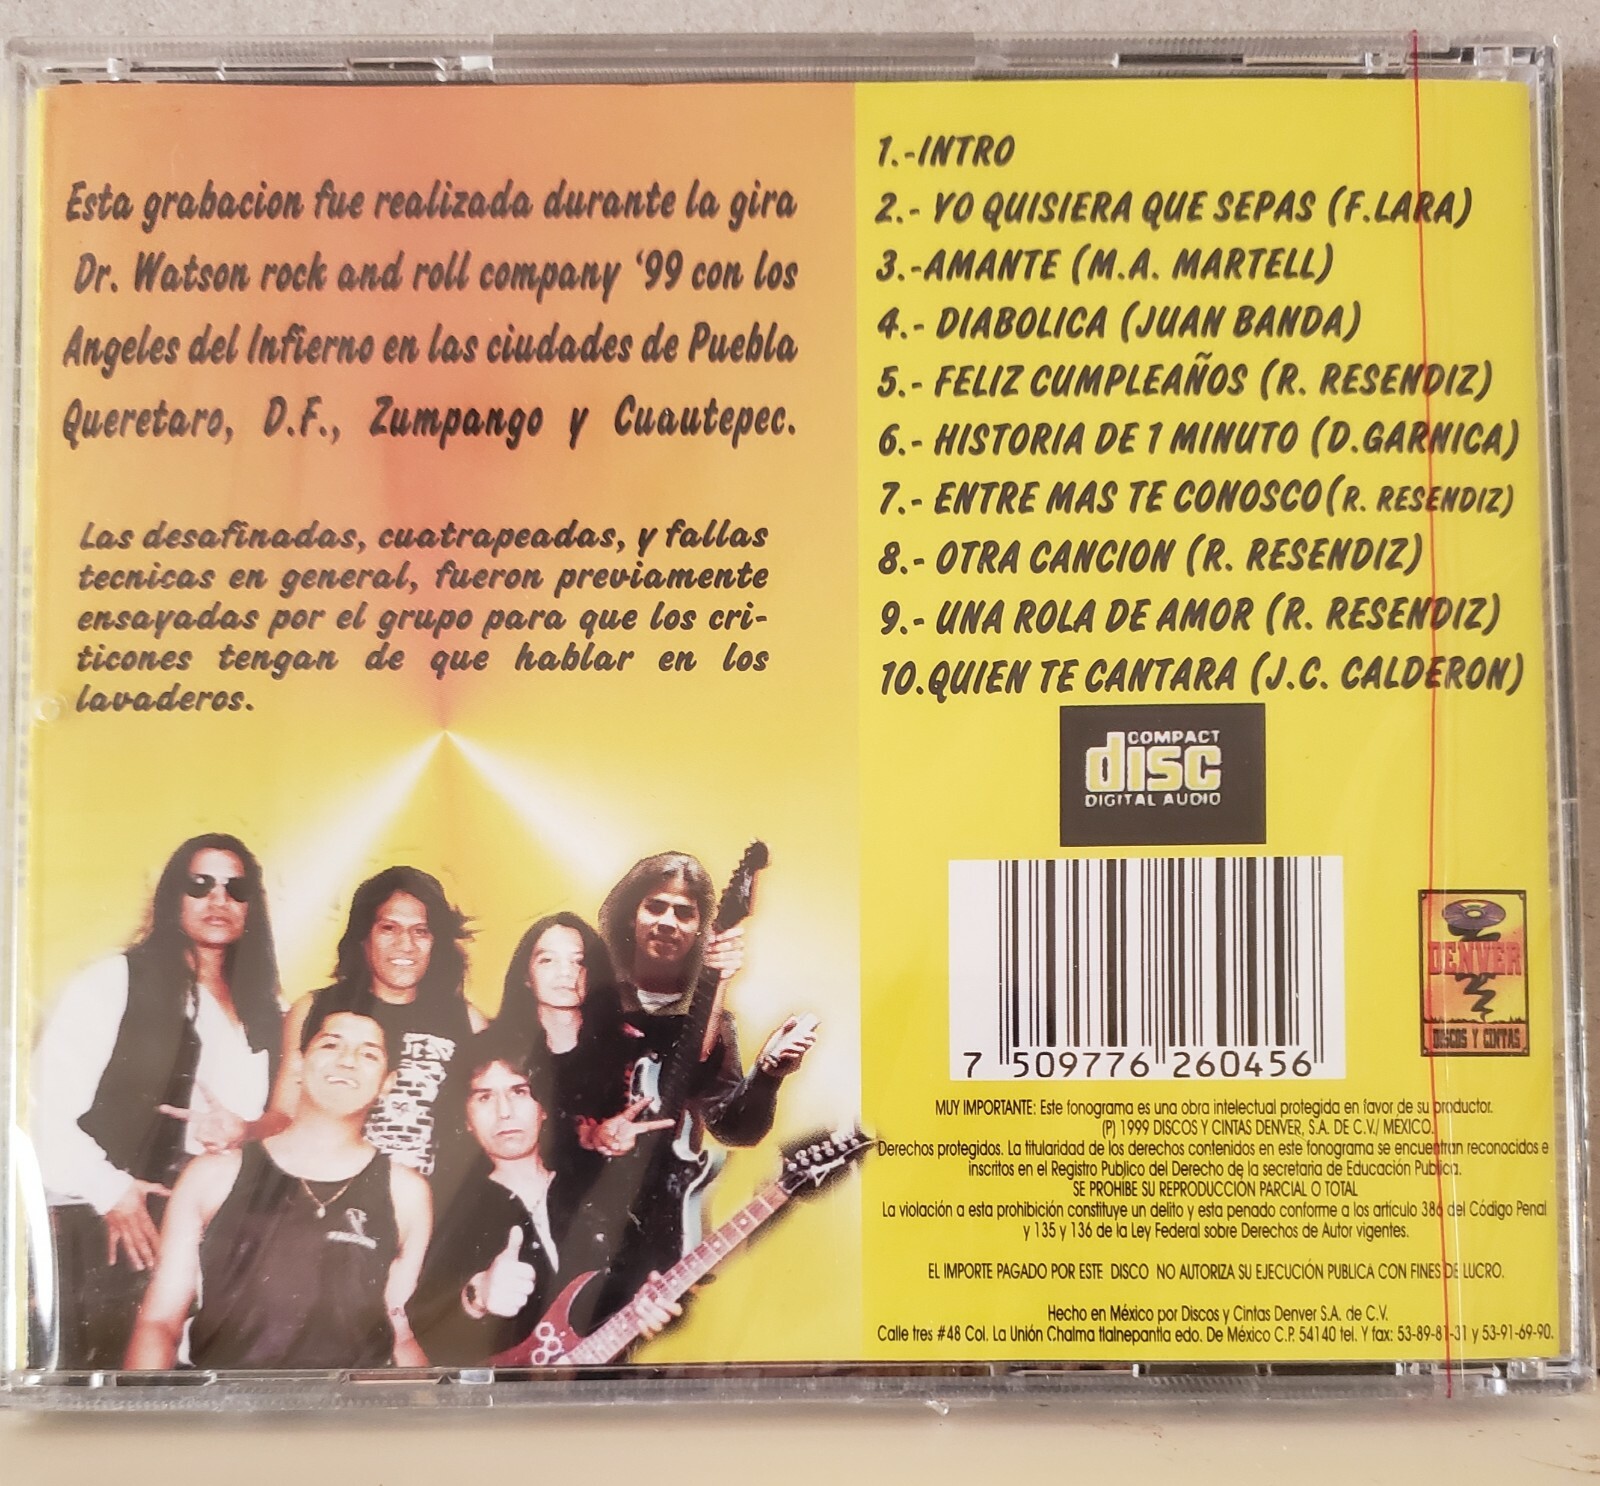 Esta grabacion fue realizada durante la gira
Dr. Watson rock and roll company '99 con los
Angeles del Infierno en las ciudades de Puebla
Queretaro, D.F., Zumpango y Cuautepec.
Las desafinadas, cuatrapeadas, y fallas
tecnicas en general, fueron previamente
ensayadas por el grupo para que los cri-
ticones tengan de que hablar en los
lavaderos.
1.-INTRO
2.- YO QUISIERA QUE SEPAS (F.LARA)
3.-AMANTE (M.A. MARTELL)
4.- DIABOLICA (JUAN BANDA)
5.- FELIZ CUMPLEAÑOS (R. RESENDIZ)
6.- HISTORIA DE 1 MINUTO (D.GARNICA)
7.- ENTRE MAS TE CONOSCO (R. RESENDIZ)
8.- OTRA CANCION (R. RESENDIZ)
9.- UNA ROLA DE AMOR (R. RESENDIZ)
10.QUIEN TE CANTARA (J.C. CALDERON)
COMPACT
disc
DIGITAL AUDIO
7 509776 260456
DENVER
DISCOS Y CINTAS
MUY IMPORTANTE: Este fonograma es una obra intelectual protegida en favor de su productor.
(P) 1999 DISCOS Y CINTAS DENVER, S.A. DE C.V./ MÉXICO.
Derechos protegidos. La titularidad de los derechos contenidos en este fonograma se encuentran reconocidos e
inscritos en el Registro Publico del Derecho de la secretaria de Educación Publica.
SE PROHIBE SU REPRODUCCIÓN PARCIAL O TOTAL
La violación a esta prohibición constituye un delito y esta penado conforme a los articulo 386 del Código Penal
y 135 y 136 de la Ley Federal sobre Derechos de Autor vigentes.
EL IMPORTE PAGADO POR ESTE DISCO NO AUTORIZA SU EJECUCIÓN PUBLICA CON FINES DE LUCRO.
Hecho en México por Discos y Cintas Denver S.A. de C.V.
Calle tres #48 Col. La Unión Chalma tlalnepantla edo. De México C.P. 54140 tel. Y fax: 53-89-81-31 y 53-91-69-90.